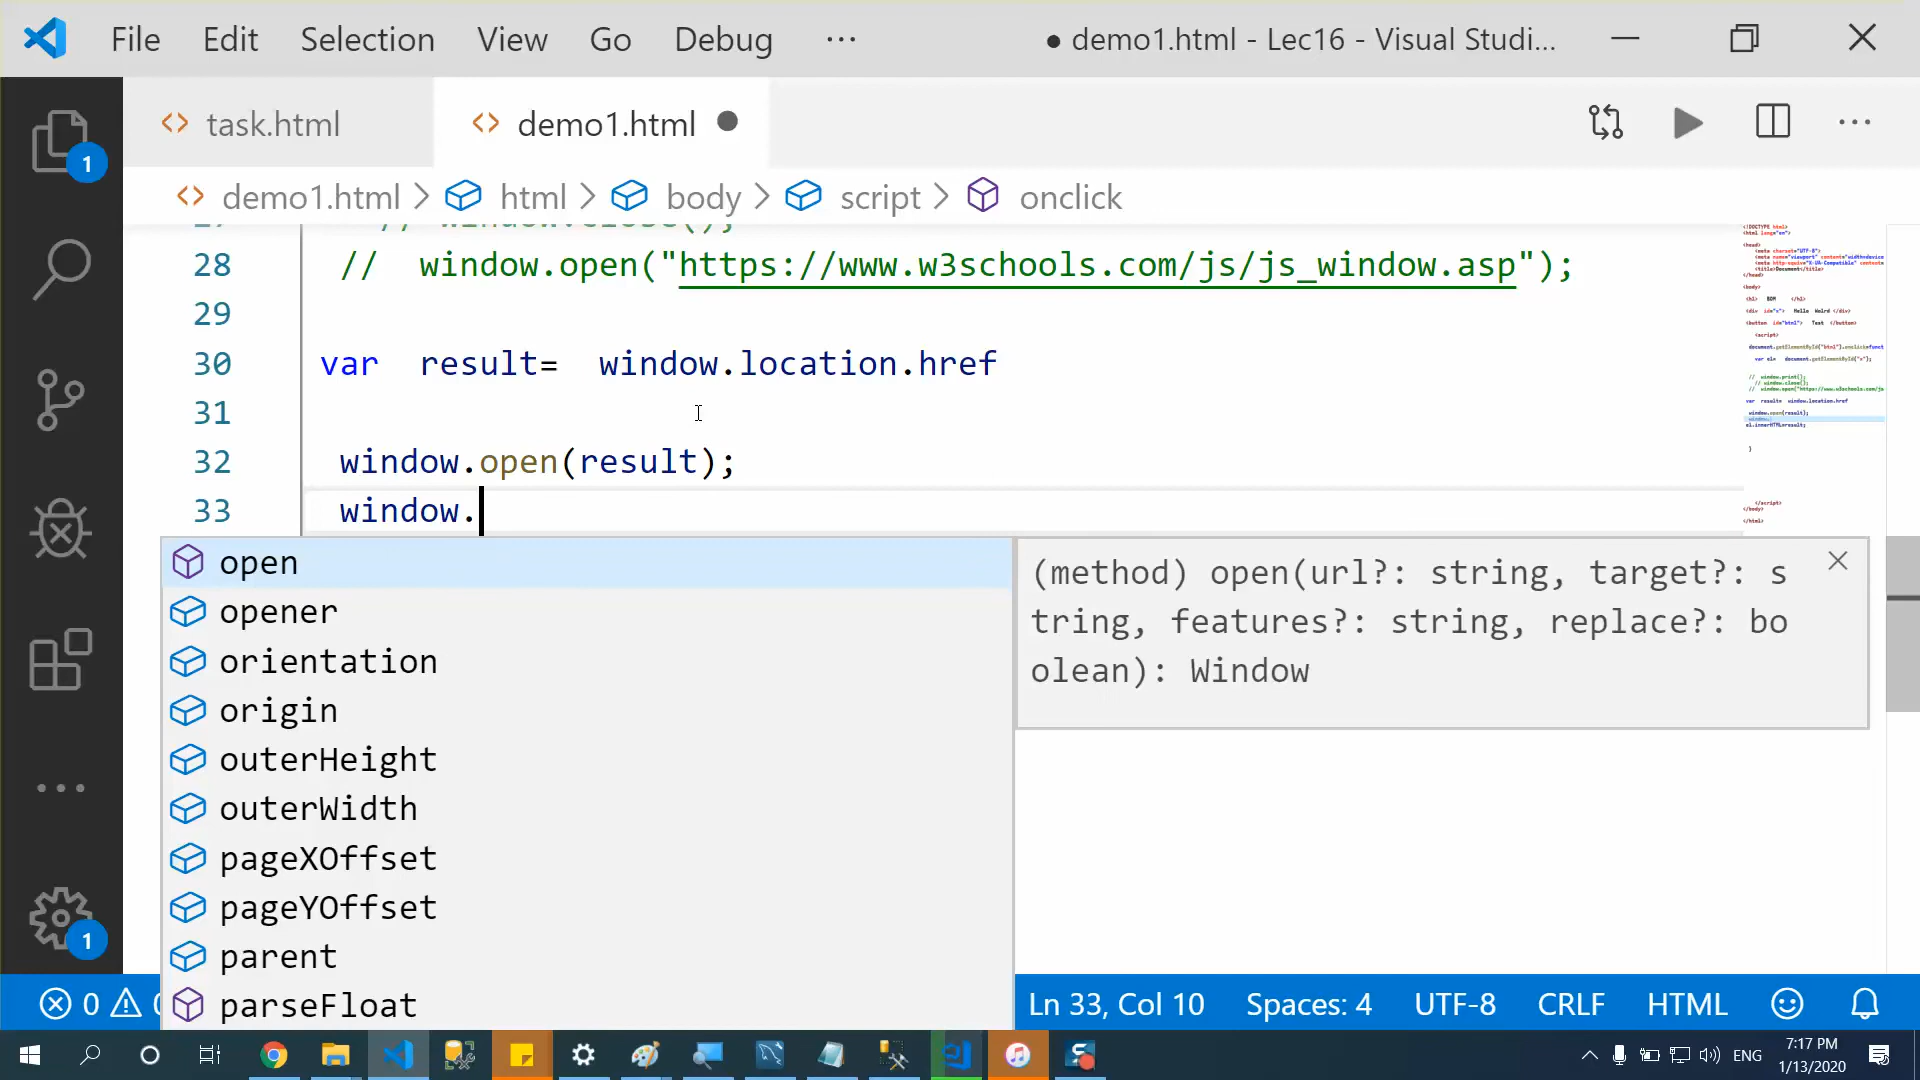 File Edit Selection View Go Debug ··· ● demo1.html - Lec16 - Visual Studi...
task.html demo1.html
demo1.html > html > body > script > onclick
28 // window.open("https://www.w3schools.com/js/js_window.asp");
29
30 var result= window.location.href
31
32 window.open(result);
33 window.
open
opener
orientation
origin
outerHeight
outerWidth
pageXOffset
pageYOffset
parent
parseFloat
(method) open(url?: string, target?: s
tring, features?: string, replace?: bo
olean): Window
1
1
0
Ln 33, Col 10 Spaces: 4 UTF-8 CRLF HTML
ENG 7:17 PM
1/13/2020